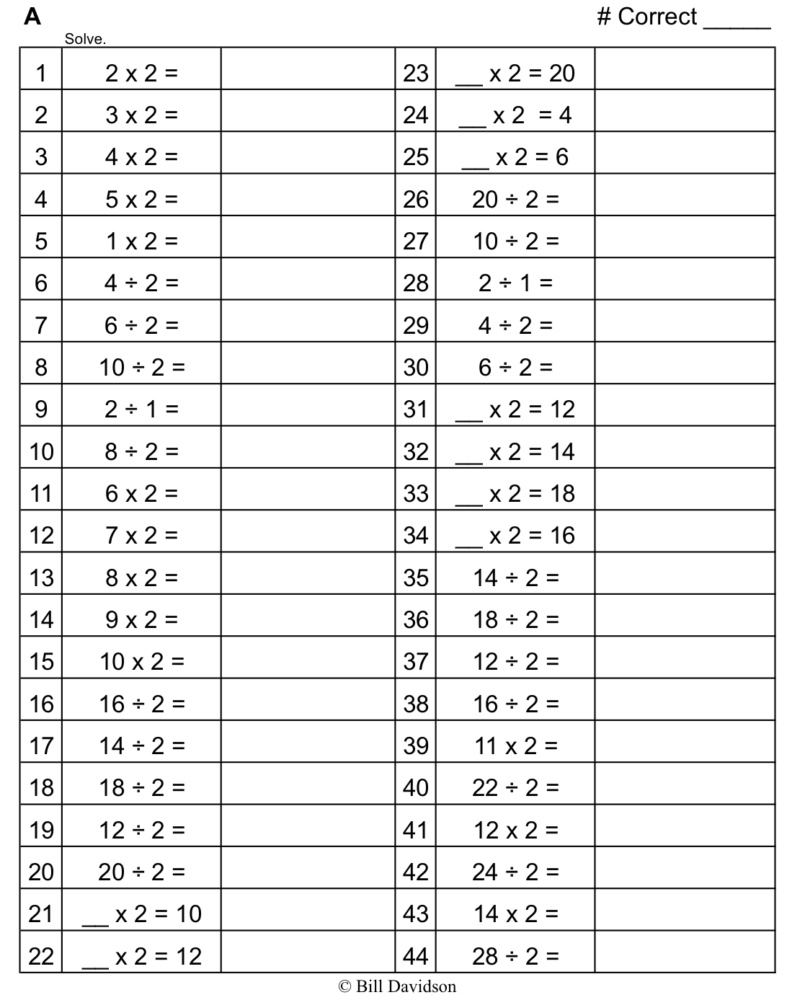 A # Correct _____
Solve.
1 2 x 2 = 23 __ x 2 = 20
2 3 x 2 = 24 __ x 2 = 4
3 4 x 2 = 25 __ x 2 = 6
4 5 x 2 = 26 20 ÷ 2 =
5 1 x 2 = 27 10 ÷ 2 =
6 4 ÷ 2 = 28 2 ÷ 1 =
7 6 ÷ 2 = 29 4 ÷ 2 =
8 10 ÷ 2 = 30 6 ÷ 2 =
9 2 ÷ 1 = 31 __ x 2 = 12
10 8 ÷ 2 = 32 __ x 2 = 14
11 6 x 2 = 33 __ x 2 = 18
12 7 x 2 = 34 __ x 2 = 16
13 8 x 2 = 35 14 ÷ 2 =
14 9 x 2 = 36 18 ÷ 2 =
15 10 x 2 = 37 12 ÷ 2 =
16 16 ÷ 2 = 38 16 ÷ 2 =
17 14 ÷ 2 = 39 11 x 2 =
18 18 ÷ 2 = 40 22 ÷ 2 =
19 12 ÷ 2 = 41 12 x 2 =
20 20 ÷ 2 = 42 24 ÷ 2 =
21 __ x 2 = 10 43 14 x 2 =
22 __ x 2 = 12 44 28 ÷ 2 =
© Bill Davidson